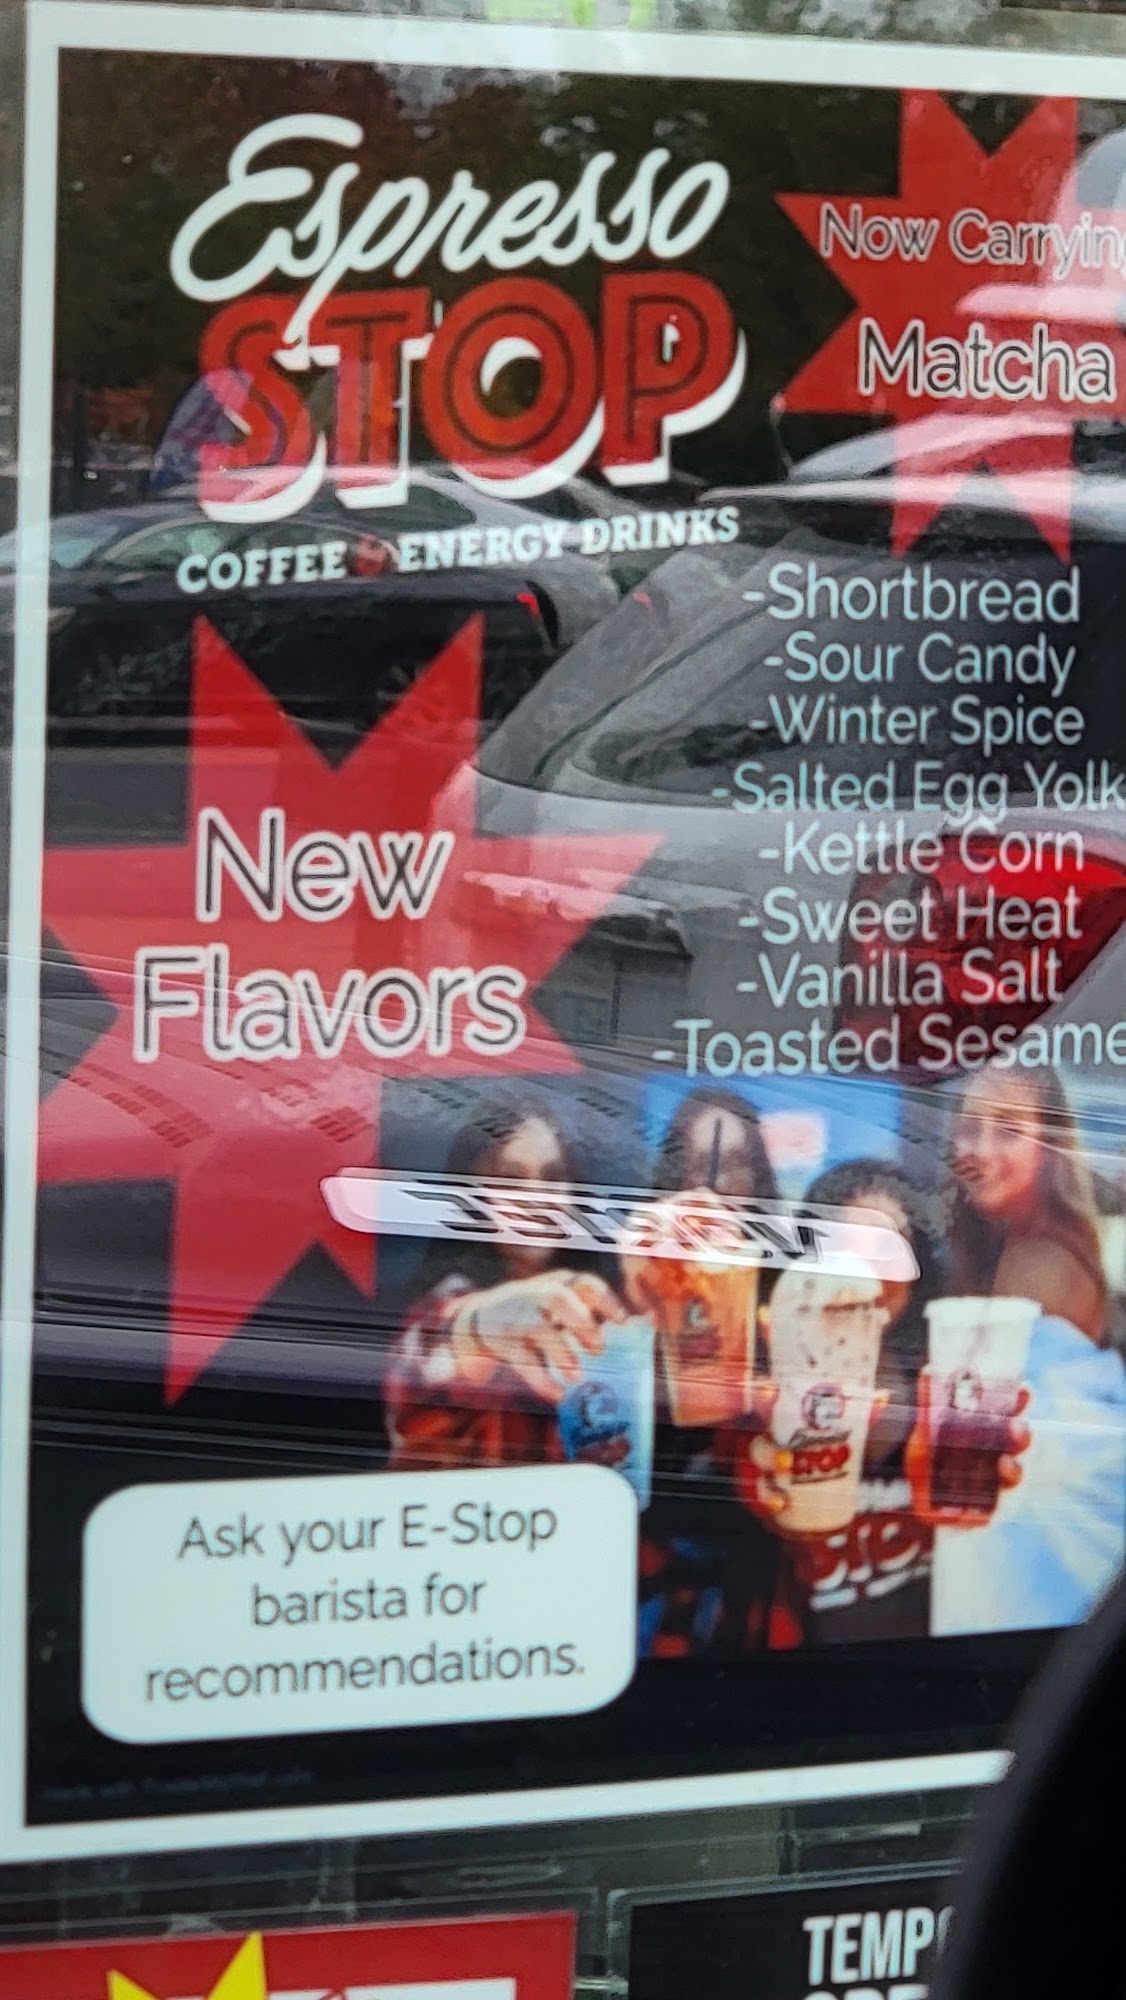 Espresso
STOP
COFFEE & ENERGY DRINKS
Now Carrying
Matcha
-Shortbread
-Sour Candy
-Winter Spice
-Salted Egg Yolk
-Kettle Corn
-Sweet Heat
-Vanilla Salt
-Toasted Sesame
New
Flavors
STOP
Ask your E-Stop
barista for
recommendations.
TEMP